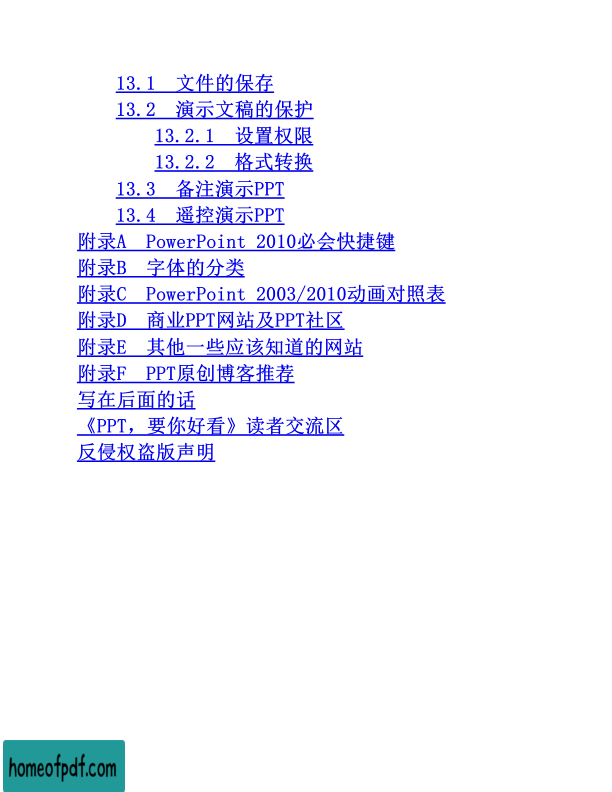 13.1　文件的保存
13.2　演示文稿的保护
13.2.1　设置权限
13.2.2　格式转换
13.3　备注演示PPT
13.4　遥控演示PPT
附录A　PowerPoint 2010必会快捷键
附录B　字体的分类
附录C　PowerPoint 2003/2010动画对照表
附录D　商业PPT网站及PPT社区
附录E　其他一些应该知道的网站
附录F　PPT原创博客推荐
写在后面的话
《PPT，要你好看》读者交流区
反侵权盗版声明
homeofpdf.com